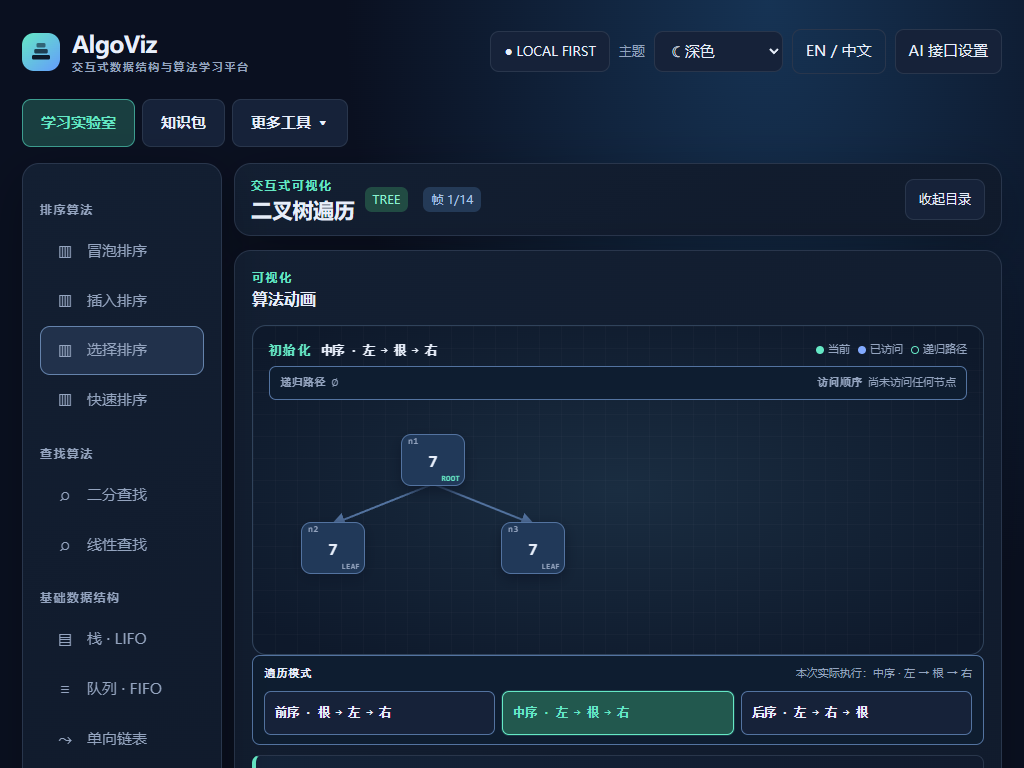 AlgoViz
交互式数据结构与算法学习平台
● LOCAL FIRST
主题
☾ 深色
EN / 中文
AI 接口设置
学习实验室
知识包
更多工具 ▾
排序算法
▥ 冒泡排序
▥ 插入排序
▥ 选择排序
▥ 快速排序
查找算法
⌕ 二分查找
⌕ 线性查找
基础数据结构
▤ 栈 · LIFO
≡ 队列 · FIFO
⤳ 单向链表
交互式可视化
二叉树遍历
TREE
帧 1/14
收起目录
可视化
算法动画
初始化 中序 · 左 → 根 → 右
当前 已访问 递归路径
递归路径 ∅
访问顺序 尚未访问任何节点
n1
7
ROOT
n2
7
LEAF
n3
7
LEAF
遍历模式
本次实际执行：中序 · 左 → 根 → 右
前序 · 根 → 左 → 右
中序 · 左 → 根 → 右
后序 · 左 → 右 → 根